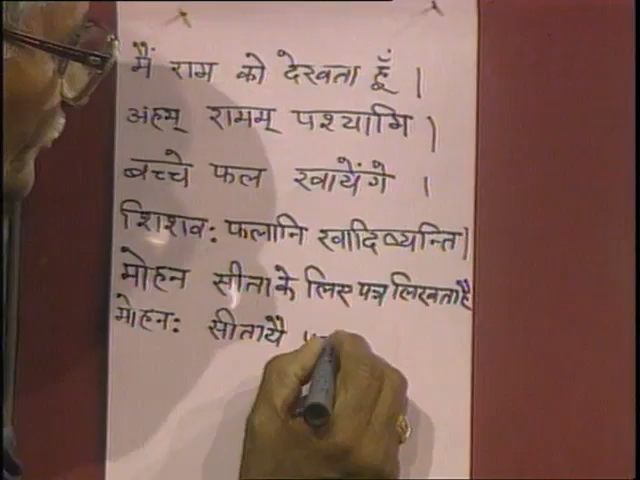 मैं राम को देखता हूँ ।
अहम् रामम् पश्यामि ।
बच्चे फल खायेंगे ।
शिशव: फलानि खादिष्यन्ति ।
मोहन सीता के लिए पत्र लिखता है
मोहन: सीतायै